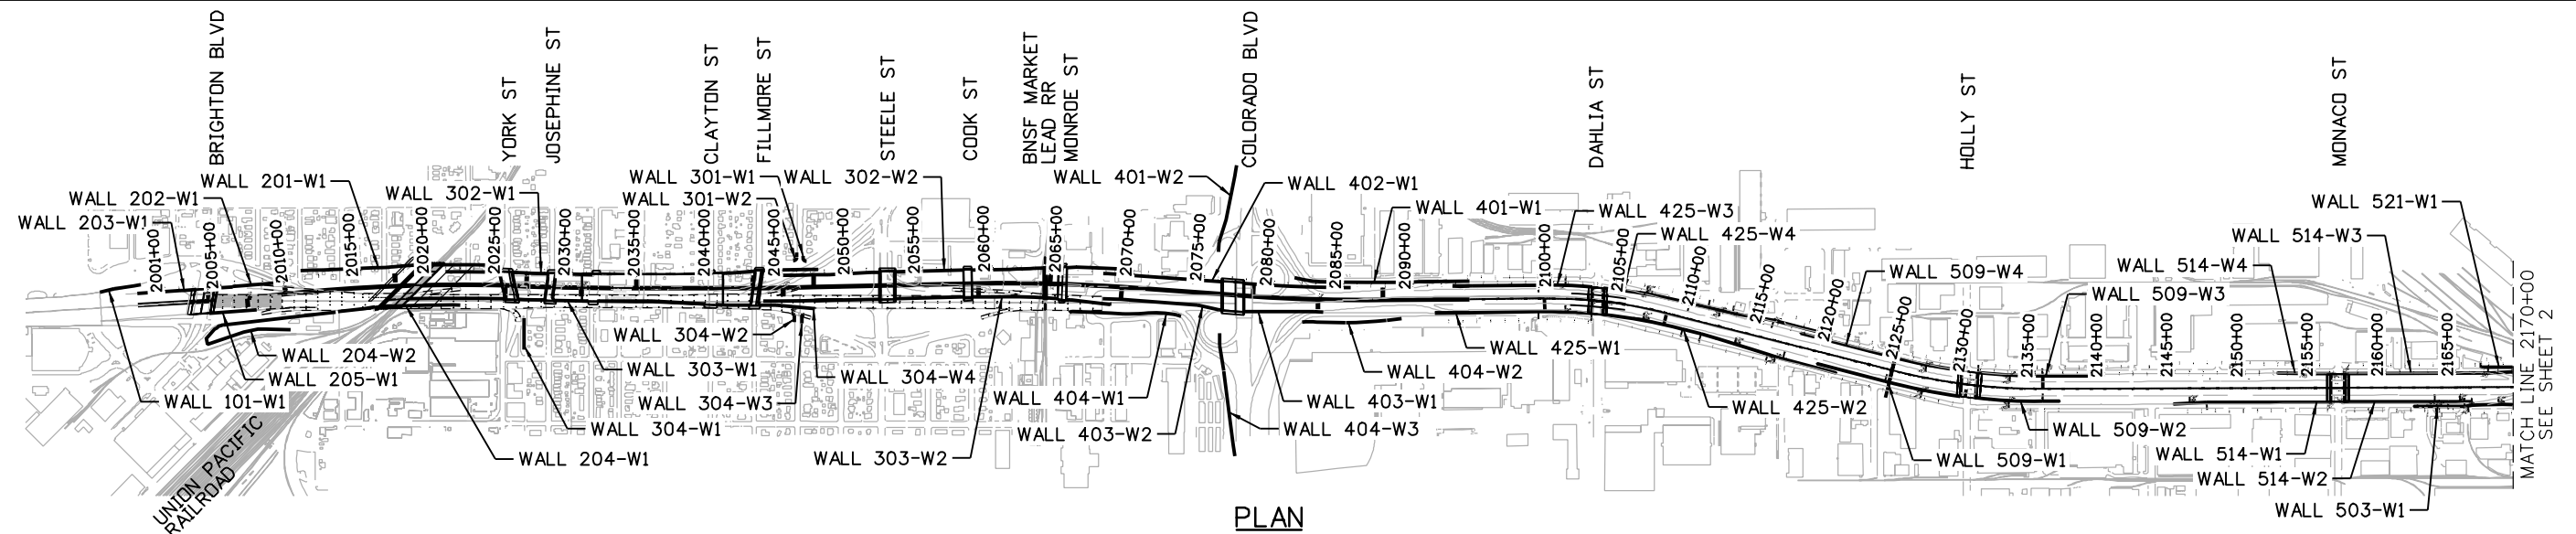 BRIGHTON BLVD
YORK ST
JOSEPHINE ST
CLAYTON ST
FILLMORE ST
STEELE ST
COOK ST
BNSF MARKET
LEAD RR
MONROE ST
COLORADO BLVD
DAHLIA ST
HOLLY ST
MONACO ST
WALL 203-W1
WALL 202-W1
WALL 201-W1
WALL 302-W1
WALL 301-W1
WALL 301-W2
WALL 302-W2
WALL 401-W2
WALL 402-W1
WALL 401-W1
WALL 425-W3
WALL 425-W4
WALL 509-W4
WALL 509-W3
WALL 514-W4
WALL 514-W3
WALL 521-W1
2001+00
2005+00
2010+00
2015+00
2020+00
2025+00
2030+00
2035+00
2040+00
2045+00
2050+00
2055+00
2060+00
2065+00
2070+00
2075+00
2080+00
2085+00
2090+00
2100+00
2105+00
2110+00
2115+00
2120+00
2125+00
2130+00
2135+00
2140+00
2145+00
2150+00
2155+00
2160+00
2165+00
MATCH LINE 2170+00
SEE SHEET 2
WALL 101-W1
WALL 205-W1
WALL 204-W2
UNION PACIFIC
RAILROAD
WALL 204-W1
WALL 304-W1
WALL 304-W2
WALL 303-W1
WALL 304-W3
WALL 304-W4
WALL 303-W2
WALL 404-W1
WALL 403-W2
WALL 403-W1
WALL 404-W3
WALL 404-W2
WALL 425-W1
WALL 425-W2
WALL 509-W1
WALL 509-W2
WALL 514-W1
WALL 514-W2
WALL 503-W1
PLAN